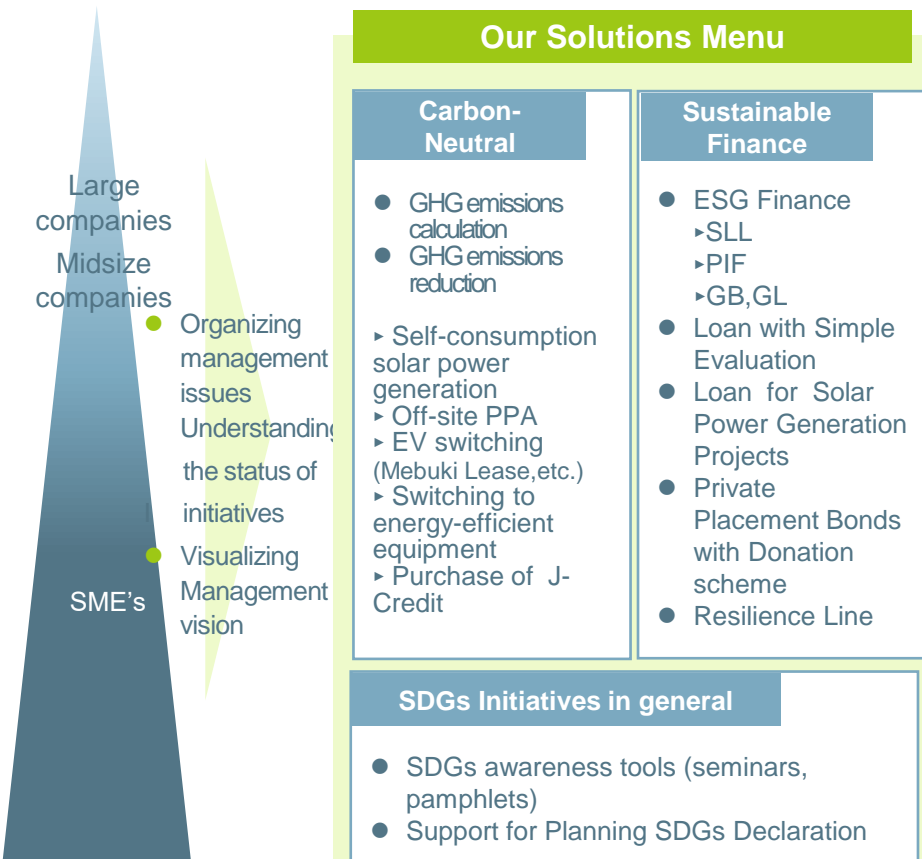 Large
companies
Midsize
companies
SME's
● Organizing
management
issues
Understanding
the status of
initiatives
● Visualizing
Management
vision
Our Solutions Menu
Carbon-
Neutral
● GHG emissions
calculation
● GHG emissions
reduction
▸ Self-consumption
solar power
generation
▸ Off-site PPA
▸ EV switching
(Mebuki Lease,etc.)
▸ Switching to
energy-efficient
equipment
▸ Purchase of J-
Credit
Sustainable
Finance
● ESG Finance
▸SLL
▸PIF
▸GB,GL
● Loan with Simple
Evaluation
● Loan for Solar
Power Generation
Projects
● Private
Placement Bonds
with Donation
scheme
● Resilience Line
SDGs Initiatives in general
● SDGs awareness tools (seminars,
pamphlets)
● Support for Planning SDGs Declaration